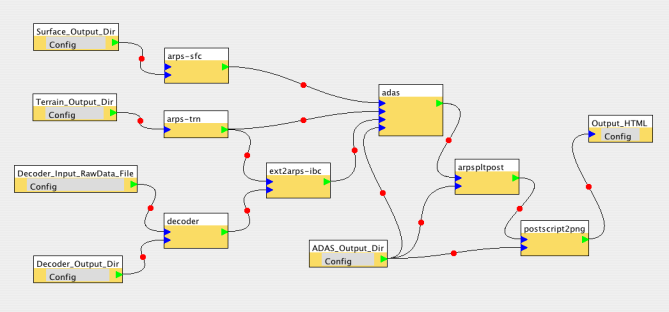 Surface_Output_Dir
Config
arps-sfc
adas
Terrain_Output_Dir
Config
arps-trn
Output_HTML
Config
Decoder_Input_RawData_File
Config
ext2arps-ibc
arpspltpost
decoder
postscript2png
Decoder_Output_Dir
Config
ADAS_Output_Dir
Config